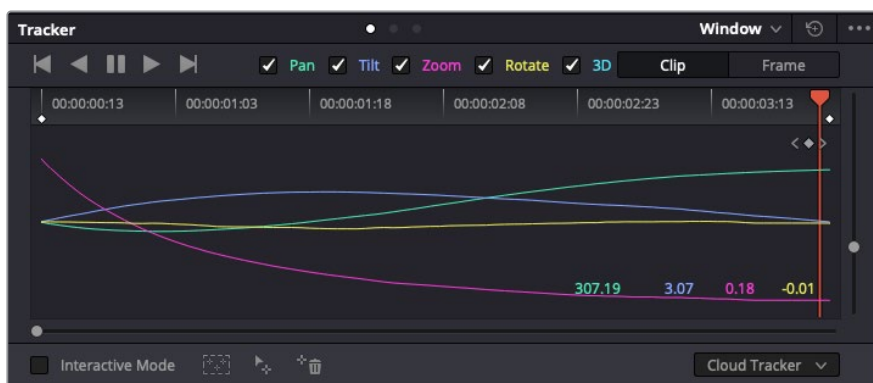 Tracker Window
Pan Tilt Zoom Rotate 3D Clip Frame
00:00:00:13 00:00:01:03 00:00:01:18 00:00:02:08 00:00:02:23 00:00:03:13
307.19 3.07 0.18 -0.01
Interactive Mode Cloud Tracker